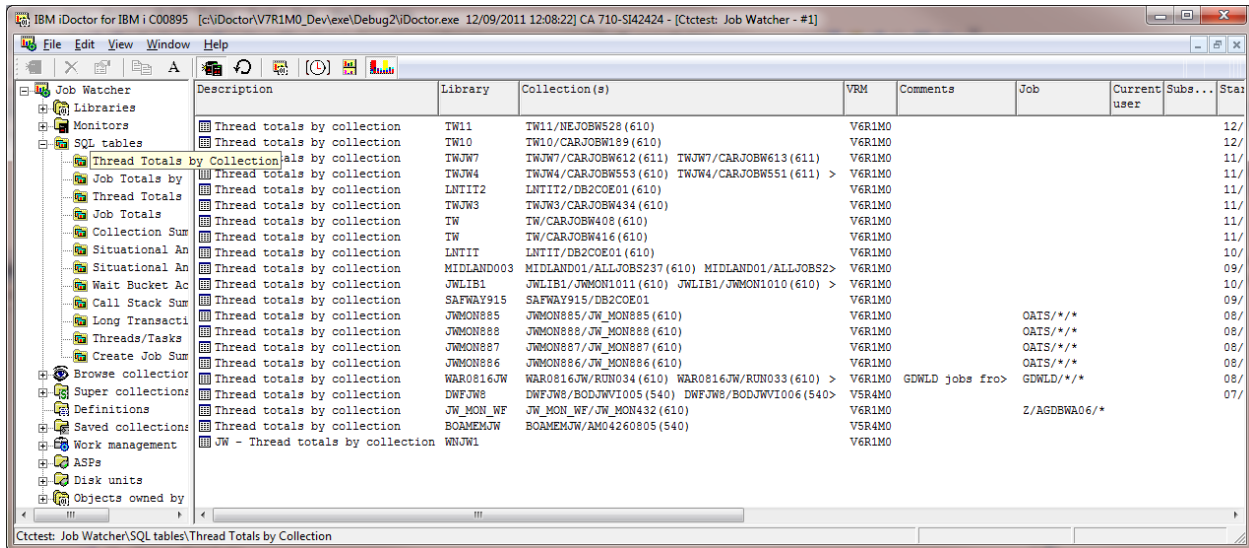 IBM iDoctor for IBM i C00895 [c:\iDoctor\V7R1M0_Dev\exe\Debug2\iDoctor.exe 12/09/2011 12:08:22] CA 710-SI42424 - [Ctctest: Job Watcher - #1]
File Edit View Window Help
Job Watcher
Libraries
Monitors
SQL tables
Thread Totals by Collection
Job Totals by
Thread Totals
Job Totals
Collection Sum
Situational An
Situational An
Wait Bucket Ac
Call Stack Sum
Long Transacti
Threads/Tasks
Create Job Sum
Browse collection
Super collections
Definitions
Saved collections
Work management
ASPs
Disk units
Objects owned by
Description Library Collection(s) VRM Comments Job Current user Subs... Star
Thread totals by collection TW11 TW11/NEJOBW528(610) V6R1M0 12/
Thread totals by collection TW10 TW10/CARJOBW189(610) V6R1M0 12/
als by collection TWJW7 TWJW7/CARJOBW612(611) TWJW7/CARJOBW613(611) V6R1M0 11/
Thread totals by collection TWJW4 TWJW4/CARJOBW553(610) TWJW4/CARJOBW551(611) > V6R1M0 11/
Thread totals by collection LNTIT2 LNTIT2/DB2COE01(610) V6R1M0 11/
Thread totals by collection TWJW3 TWJW3/CARJOBW434(610) V6R1M0 11/
Thread totals by collection TW TW/CARJOBW408(610) V6R1M0 11/
Thread totals by collection TW TW/CARJOBW416(610) V6R1M0 11/
Thread totals by collection LNTIT LNTIT/DB2COE01(610) V6R1M0 10/
Thread totals by collection MIDLAND003 MIDLAND01/ALLJOBS237(610) MIDLAND01/ALLJOBS2> V6R1M0 09/
Thread totals by collection JWLIB1 JWLIB1/JWMON1011(610) JWLIB1/JWMON1010(610) > V6R1M0 10/
Thread totals by collection SAFWAY915 SAFWAY915/DB2COE01 V6R1M0 09/
Thread totals by collection JWMON885 JWMON885/JW_MON885(610) V6R1M0 OATS/*/* 08/
Thread totals by collection JWMON888 JWMON888/JW_MON888(610) V6R1M0 OATS/*/* 08/
Thread totals by collection JWMON887 JWMON887/JW_MON887(610) V6R1M0 OATS/*/* 08/
Thread totals by collection JWMON886 JWMON886/JW_MON886(610) V6R1M0 OATS/*/* 08/
Thread totals by collection WAR0816JW WAR0816JW/RUN034(610) WAR0816JW/RUN033(610) > V6R1M0 GDWLD jobs fro> GDWLD/*/* 08/
Thread totals by collection DWFJW8 DWFJW8/BODJWVI005(540) DWFJW8/BODJWVI006(540> V5R4M0 07/
Thread totals by collection JW_MON_WF JW_MON_WF/JW_MON432(610) V6R1M0 Z/AGDBWA06/*
Thread totals by collection BOAMEMJW BOAMEMJW/AM04260805(540) V5R4M0
JW - Thread totals by collection WNJW1 V6R1M0
Ctctest: Job Watcher\SQL tables\Thread Totals by Collection